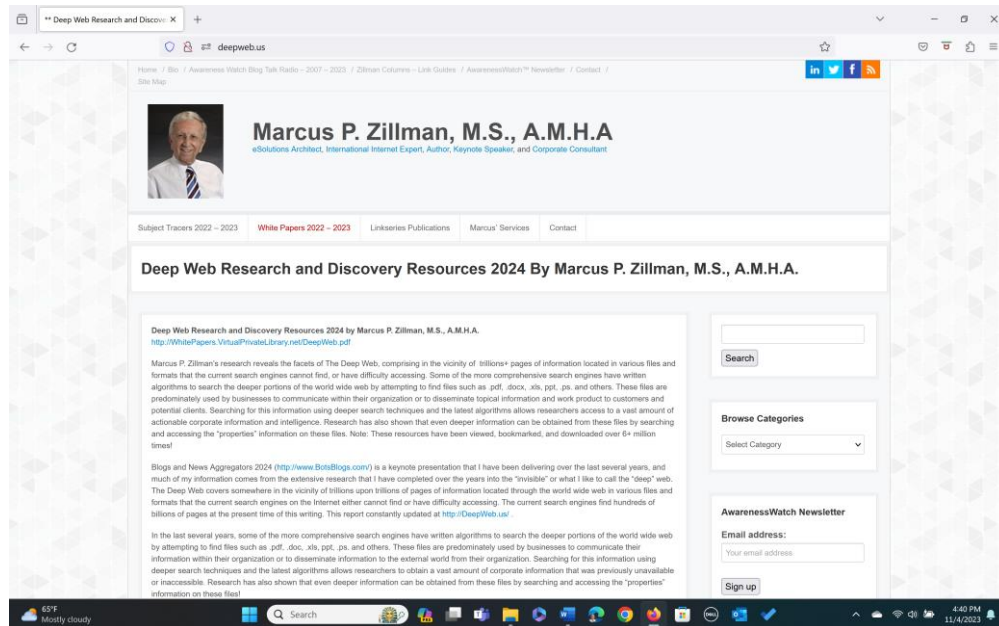 ** Deep Web Research and Discove
deepweb.us
Home / Bio / Awareness Watch Blog Talk Radio – 2007 – 2023 / Zillman Columns – Link Guides / AwarenessWatch™ Newsletter / Contact /
Site Map
Marcus P. Zillman, M.S., A.M.H.A
eSolutions Architect, International Internet Expert, Author, Keynote Speaker, and Corporate Consultant
Subject Tracers 2022 – 2023 White Papers 2022 – 2023 Linkseries Publications Marcus' Services Contact
Deep Web Research and Discovery Resources 2024 By Marcus P. Zillman, M.S., A.M.H.A.
Deep Web Research and Discovery Resources 2024 by Marcus P. Zillman, M.S., A.M.H.A.
http://WhitePapers.VirtualPrivateLibrary.net/DeepWeb.pdf
Marcus P. Zillman's research reveals the facets of The Deep Web, comprising in the vicinity of trillions+ pages of information located in various files and
formats that the current search engines cannot find, or have difficulty accessing. Some of the more comprehensive search engines have written
algorithms to search the deeper portions of the world wide web by attempting to find files such as .pdf, .docx, .xls, ppt, .ps. and others. These files are
predominately used by businesses to communicate within their organization or to disseminate topical information and work product to customers and
potential clients. Searching for this information using deeper search techniques and the latest algorithms allows researchers access to a vast amount of
actionable corporate information and intelligence. Research has also shown that even deeper information can be obtained from these files by searching
and accessing the "properties" information on these files. Note: These resources have been viewed, bookmarked, and downloaded over 6+ million
times!
Blogs and News Aggregators 2024 (http://www.BotsBlogs.com/) is a keynote presentation that I have been delivering over the last several years, and
much of my information comes from the extensive research that I have completed over the years into the "invisible" or what I like to call the "deep" web.
The Deep Web covers somewhere in the vicinity of trillions upon trillions of pages of information located through the world wide web in various files and
formats that the current search engines on the Internet either cannot find or have difficulty accessing. The current search engines find hundreds of
billions of pages at the present time of this writing. This report constantly updated at http://DeepWeb.us/ .
In the last several years, some of the more comprehensive search engines have written algorithms to search the deeper portions of the world wide web
by attempting to find files such as .pdf, .doc, .xls, ppt, .ps. and others. These files are predominately used by businesses to communicate their
information within their organization or to disseminate information to the external world from their organization. Searching for this information using
deeper search techniques and the latest algorithms allows researchers to obtain a vast amount of corporate information that was previously unavailable
or inaccessible. Research has also shown that even deeper information can be obtained from these files by searching and accessing the "properties"
information on these files!
Search
Browse Categories
Select Category
AwarenessWatch Newsletter
Email address:
Your email address
Sign up
65°F
Mostly cloudy
Search
4:40 PM
11/4/2023